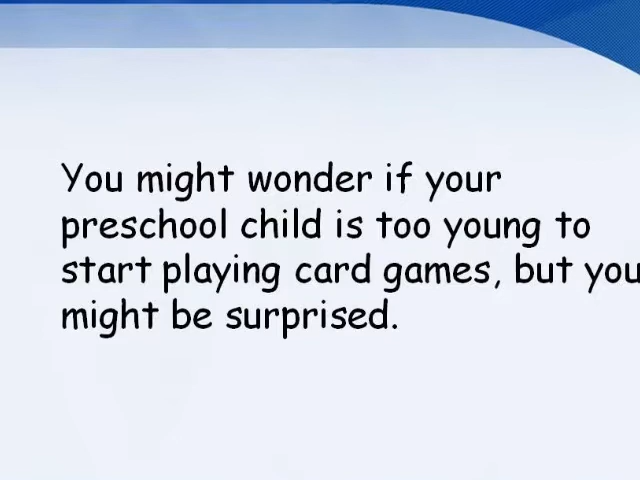 You might wonder if your
preschool child is too young to
start playing card games, but you
might be surprised.